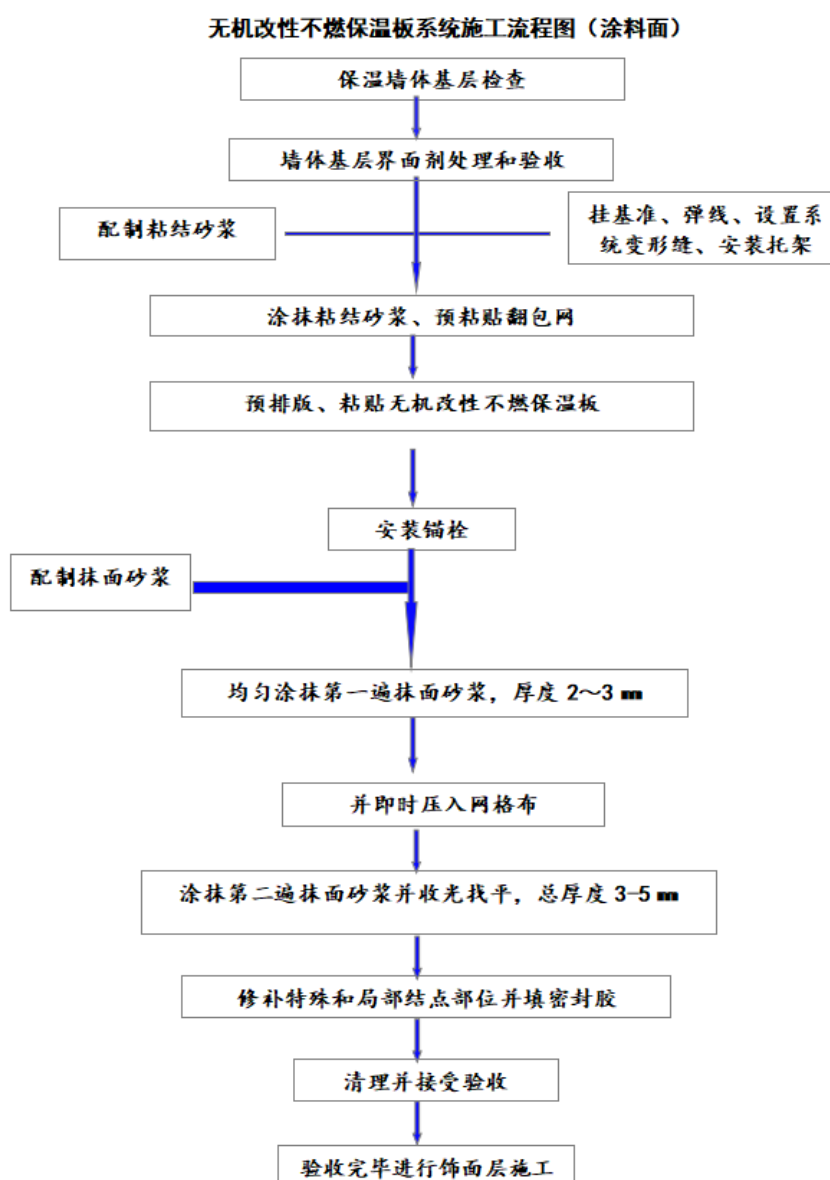 无机改性不燃保温板系统施工流程图（涂料面）
保温墙体基层检查
墙体基层界面剂处理和验收
配制粘结砂浆
挂基准、弹线、设置系
统变形缝、安装托架
涂抹粘结砂浆、预粘贴翻包网
预排版、粘贴无机改性不燃保温板
安装锚栓
配制抹面砂浆
均匀涂抹第一遍抹面砂浆，厚度 2～3 mm
并即时压入网格布
涂抹第二遍抹面砂浆并收光找平，总厚度 3-5 mm
修补特殊和局部结点部位并填密封胶
清理并接受验收
验收完毕进行饰面层施工